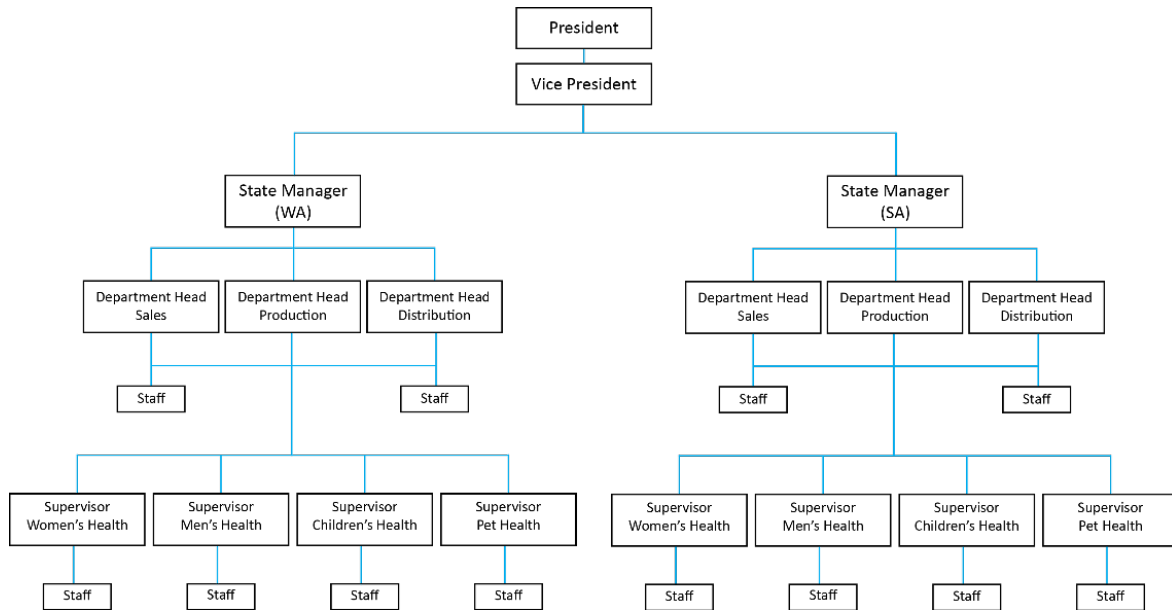 President
Vice President
State Manager
(WA)
State Manager
(SA)
Department Head
Sales
Department Head
Production
Department Head
Distribution
Department Head
Sales
Department Head
Production
Department Head
Distribution
Staff
Staff
Staff
Staff
Supervisor
Women's Health
Supervisor
Men's Health
Supervisor
Children's Health
Supervisor
Pet Health
Supervisor
Women's Health
Supervisor
Men's Health
Supervisor
Children's Health
Supervisor
Pet Health
Staff
Staff
Staff
Staff
Staff
Staff
Staff
Staff